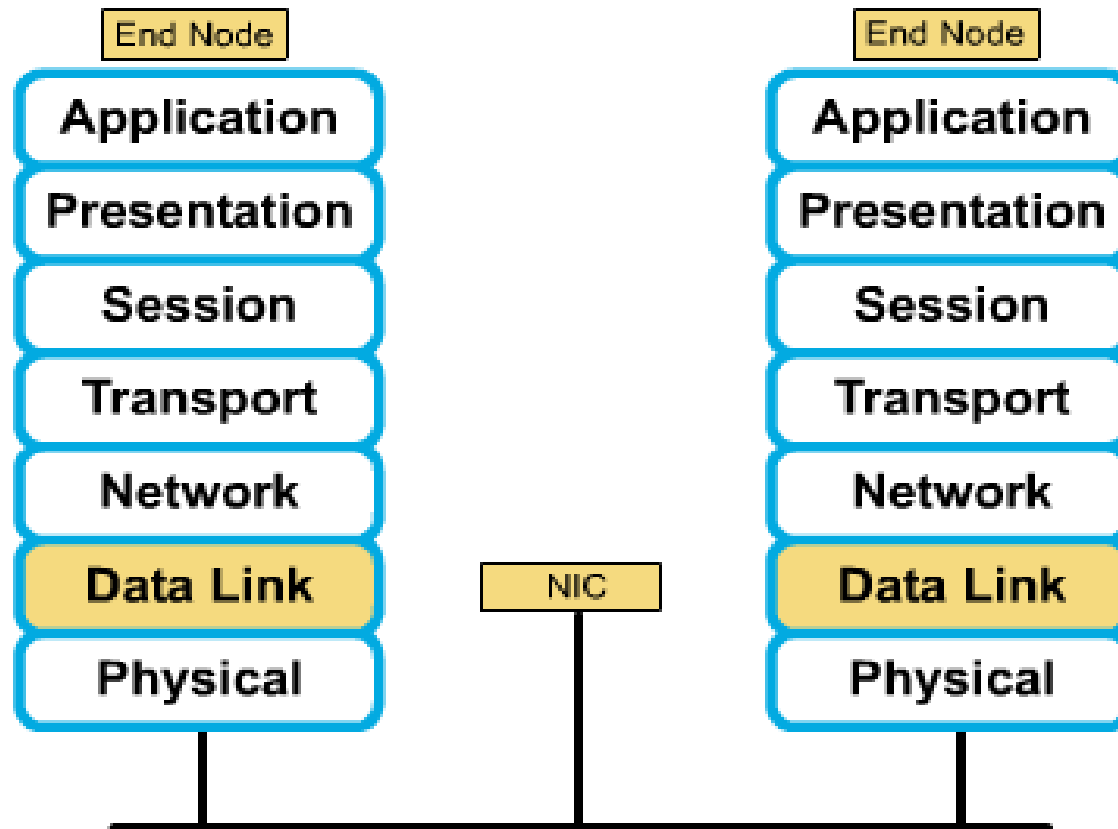 End Node
Application
Presentation
Session
Transport
Network
Data Link
Physical
NIC
End Node
Application
Presentation
Session
Transport
Network
Data Link
Physical